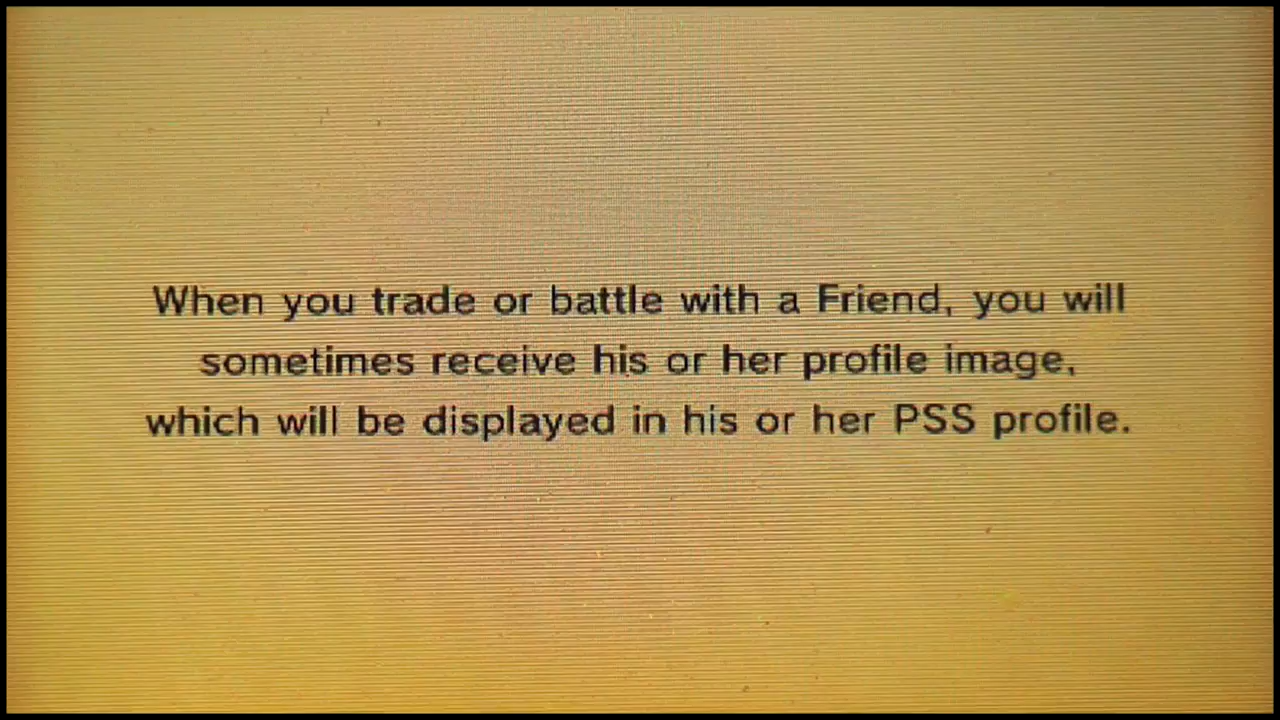 When you trade or battle with a Friend, you will
sometimes receive his or her profile image,
which will be displayed in his or her PSS profile.